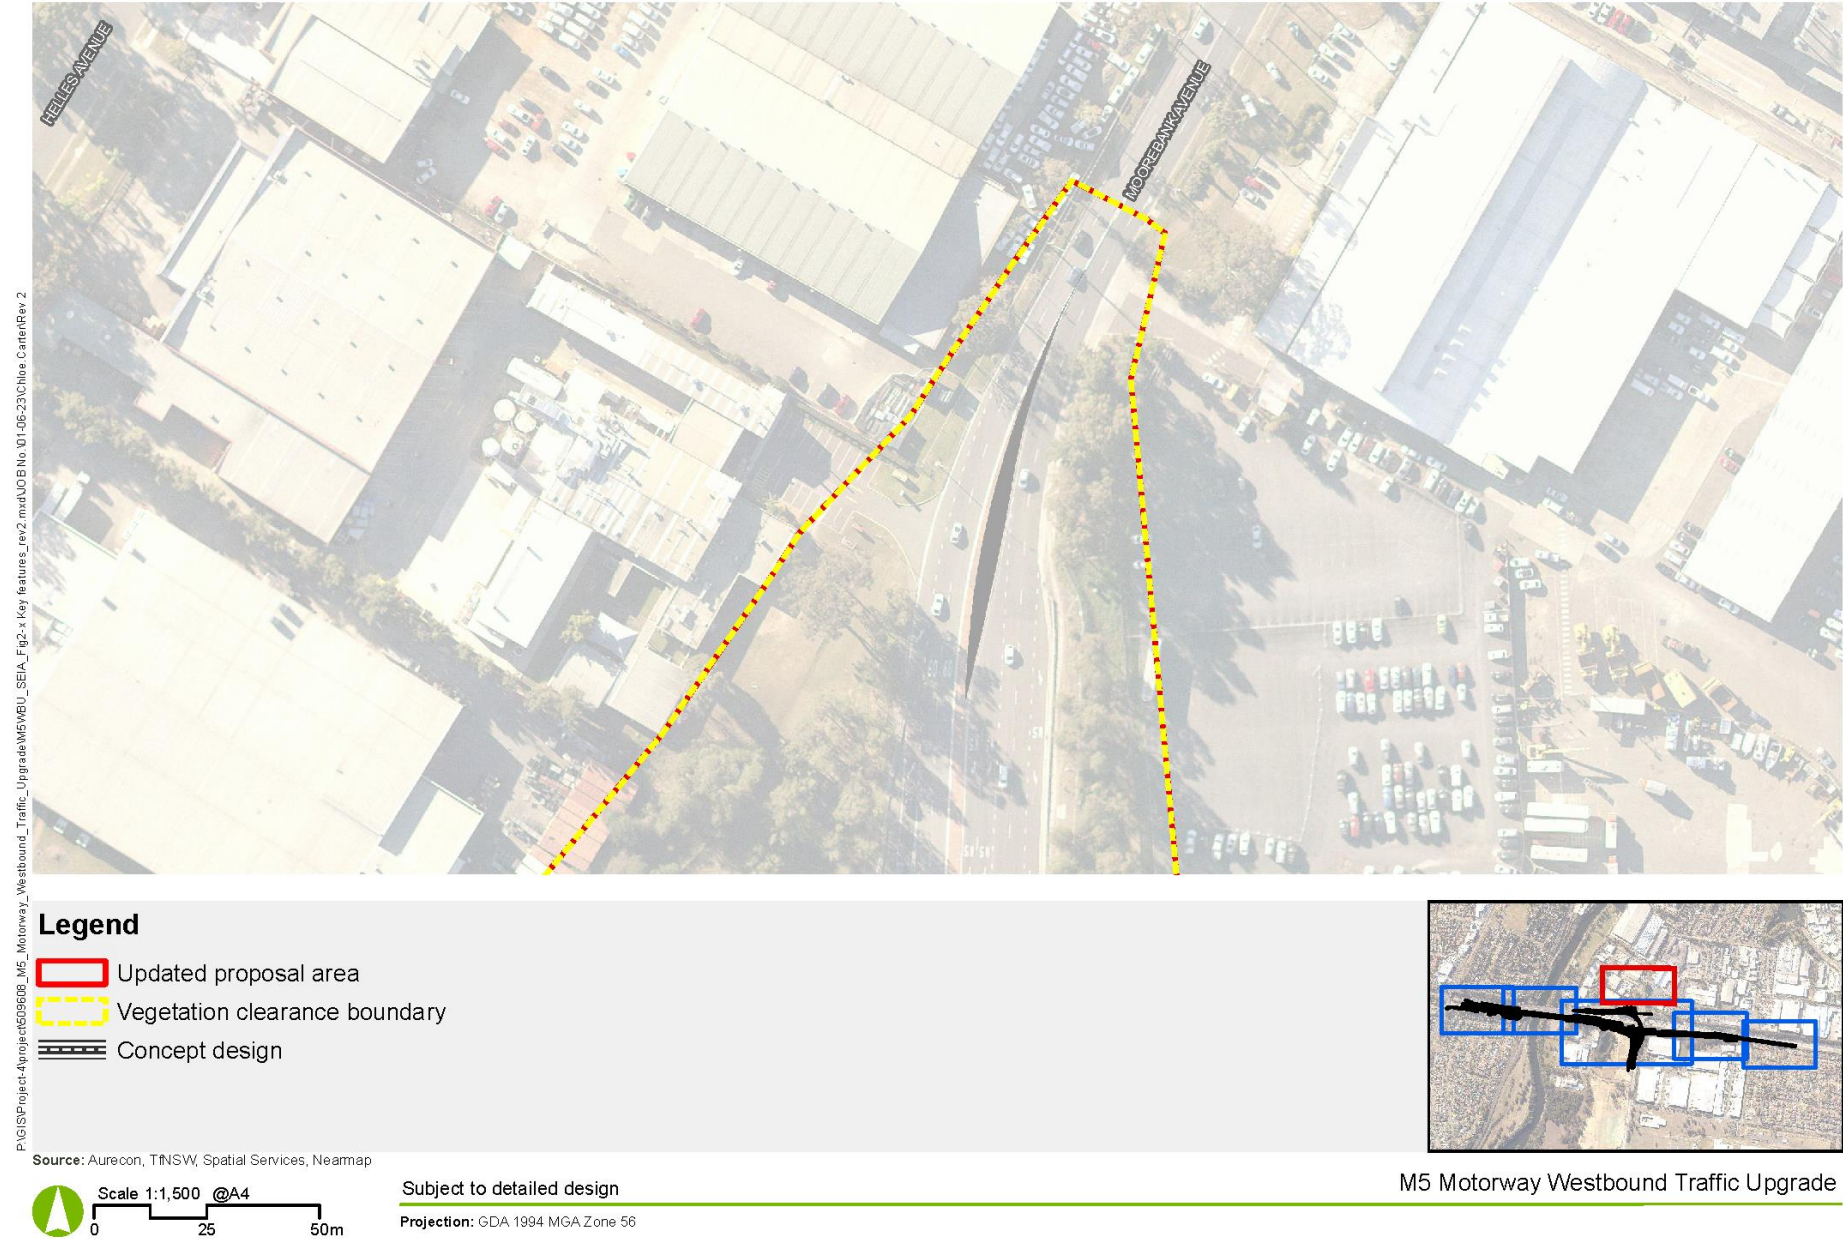 HELLES AVENUE
MOOREBANK AVENUE
P:\GIS\Project-4\project\509608_M5_Motorway_Westbound_Traffic_Upgrade\M5WBU_SEIA_Fig2-x Key features_rev2.mxd\JOB No.\01-06-23\Chloe.Carter\Rev 2
Legend
Updated proposal area
Vegetation clearance boundary
Concept design
Source: Aurecon, TfNSW, Spatial Services, Nearmap
Scale 1:1,500 @A4
0 25 50m
Subject to detailed design
Projection: GDA 1994 MGA Zone 56
M5 Motorway Westbound Traffic Upgrade